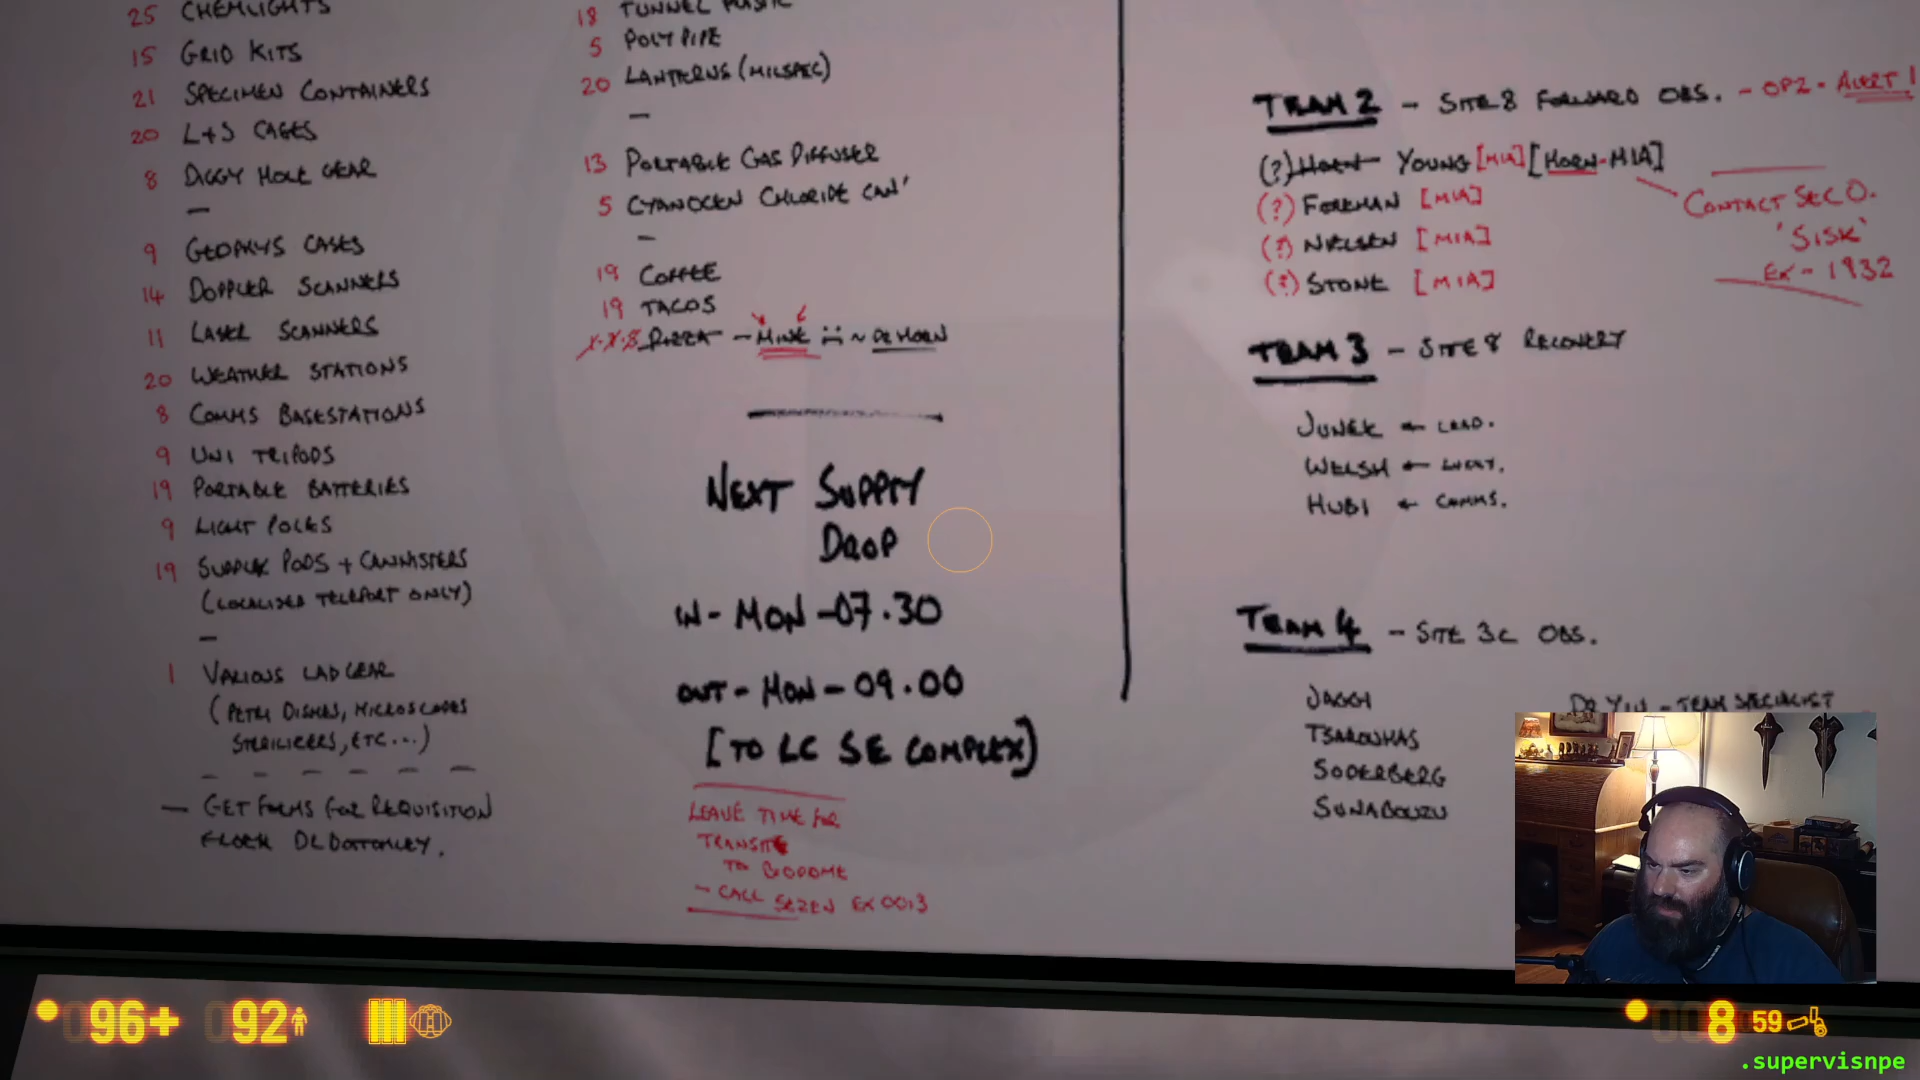 25 CHEMLIGHTS
15 GRID KITS
21 SPECIMEN CONTAINERS
20 L+S CAGES
8 DIGGY HOLE GEAR
—
9 GEOPHYS CASES
14 DOPPLER SCANNERS
11 LASER SCANNERS
20 WEATHER STATIONS
8 COMMS BASESTATIONS
9 UNI TRIPODS
19 PORTABLE BATTERIES
9 LIGHT POLES
19 SUPPLY PODS + CANNISTERS
(LOCALISED TELEPORT ONLY)
—
1 VARIOUS LAB GEAR
(PETRI DISHES, MICROSCOPES
STERILICERS, ETC...)
— GET FORMS FOR REQUISITION
FROM
18 TUNNEL
5 POLY PIPE
20 LANTERNS (MILSPEC)
—
13 PORTABLE GAS DIFFUSER
5 CYANOGEN CHLORIDE CAN'
—
19 COFFEE
19 TACOS
PIZZA - MINE :( ~ DR HORN
NEXT SUPPLY
DROP
IN - MON - 07.30
OUT - MON - 09.00
[TO LC SE COMPLEX]
LEAVE TIME FOR
TRANSIT
TO BIODOME
- CALL SEZEN EX 0013
TEAM 2 - SITE 8 FORWARD OBS. - OP2 - ALERT!
(?) HORN YOUNG [MIA] [HORN - MIA]
(?) FOREMAN [MIA]
(?) NIELSEN [MIA]
(?) STONE [MIA]
CONTACT SEC O.
'SISK'
EX - 1932
TEAM 3 - SITE 8 RECOVERY
JUNEK ← LEAD.
WELSH ←
HUBI ← COMMS.
TEAM 4 - SITE 3C OBS.
JAGGI
TSAROUHAS
SODERBERG
SUNABOUZU
DR YIU - TEAM SPECIALIST
096+ 092
008 59
.supervisnpe